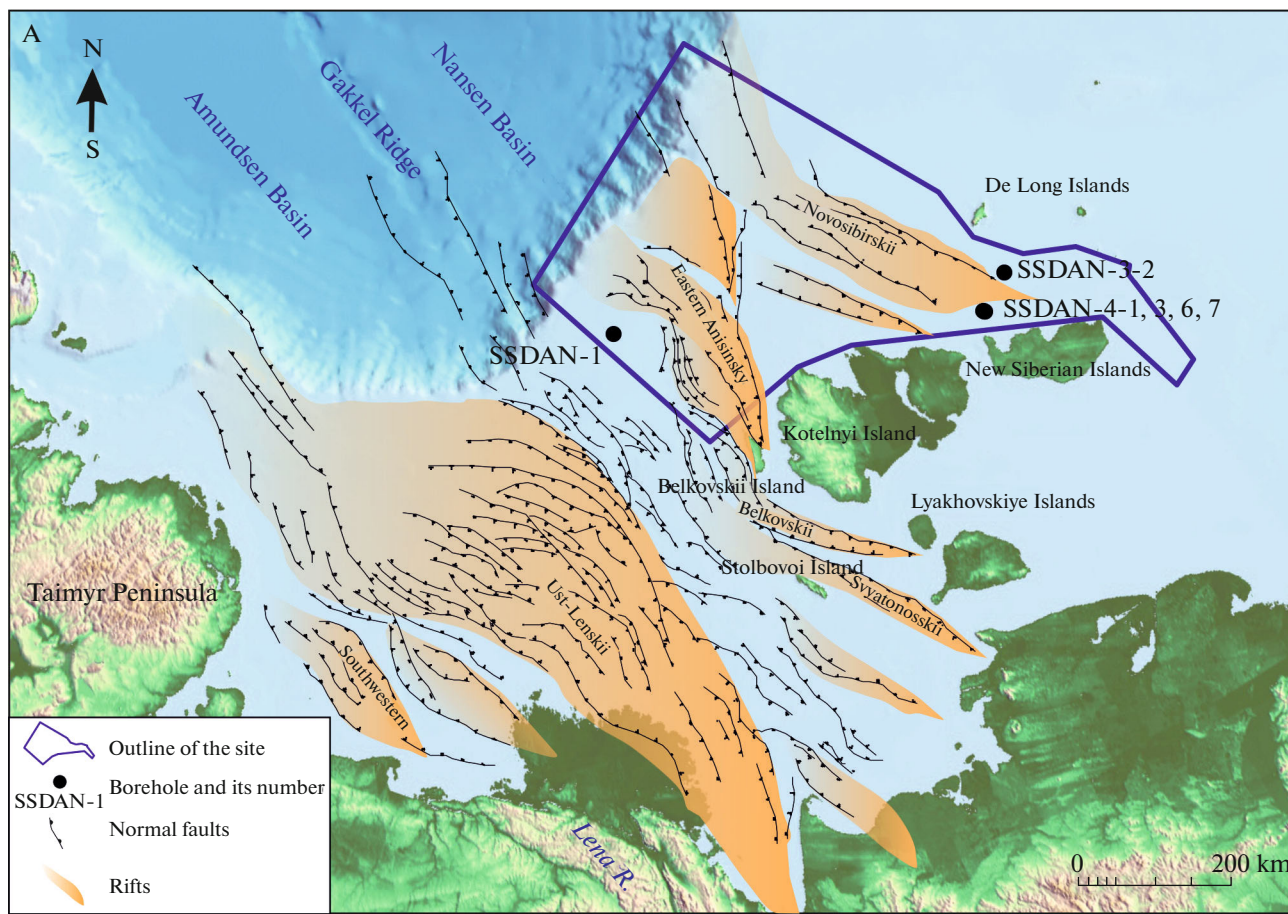 A
N
S
Amundsen Basin
Gakkel Ridge
Nansen Basin
De Long Islands
Novosibirskii
SSDAN-3-2
SSDAN-4-1, 3, 6, 7
Eastern Anisinsky
SSDAN-1
New Siberian Islands
Kotelnyi Island
Belkovskii Island
Lyakhovskiye Islands
Belkovskii
Stolbovoi Island
Svyatonosskii
Taimyr Peninsula
Ust-Lenskii
Southwestern
Lena R.
Outline of the site
Borehole and its number
SSDAN-1
Normal faults
Rifts
0 200 km